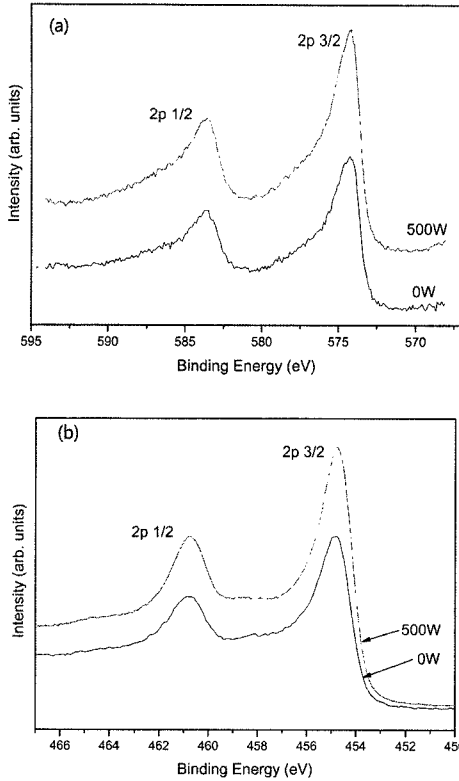 (a)
2p 3/2
2p 1/2
Intensity (arb. units)
500W
0W
595 590 585 580 575 570
Binding Energy (eV)
(b)
2p 3/2
2p 1/2
Intensity (arb. units)
500W
0W
466 464 462 460 458 456 454 452 450
Binding Energy (eV)